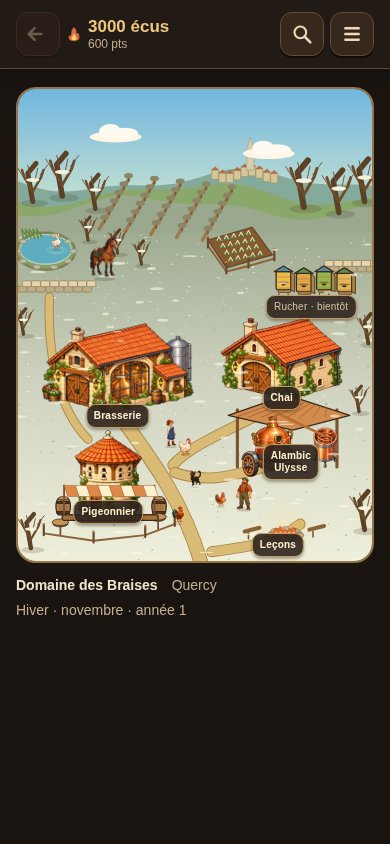 3000 écus
600 pts
Rucher · bientôt
Chai
Brasserie
Alambic
Ulysse
Pigeonnier
Leçons
Domaine des Braises Quercy
Hiver · novembre · année 1